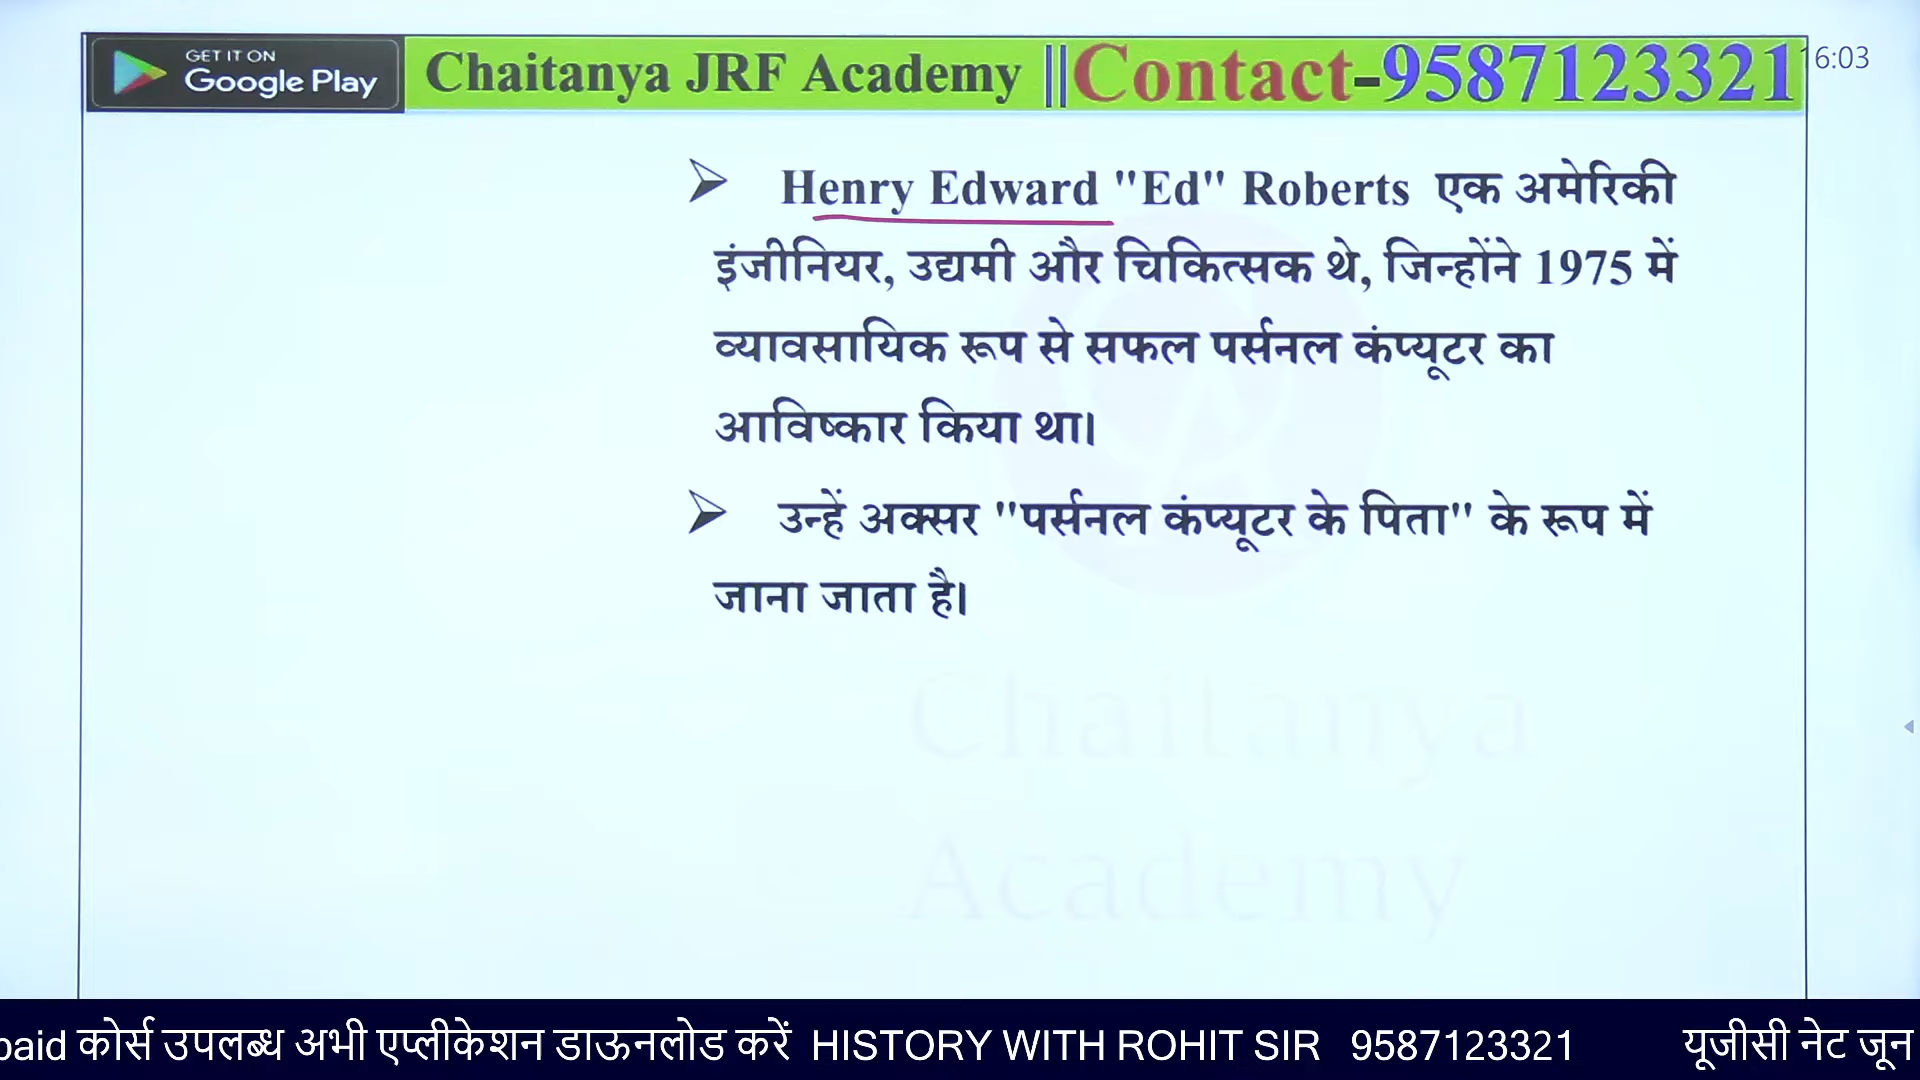 GET IT ON
Google Play
Chaitanya JRF Academy ||Contact-9587123321
16:03
Henry Edward "Ed" Roberts एक अमेरिकी
इंजीनियर, उद्यमी और चिकित्सक थे, जिन्होंने 1975 में
व्यावसायिक रूप से सफल पर्सनल कंप्यूटर का
आविष्कार किया था।
उन्हें अक्सर "पर्सनल कंप्यूटर के पिता" के रूप में
जाना जाता है।
Chaitanya
Academy
paid कोर्स उपलब्ध अभी एप्लीकेशन डाऊनलोड करें HISTORY WITH ROHIT SIR 9587123321 यूजीसी नेट जून